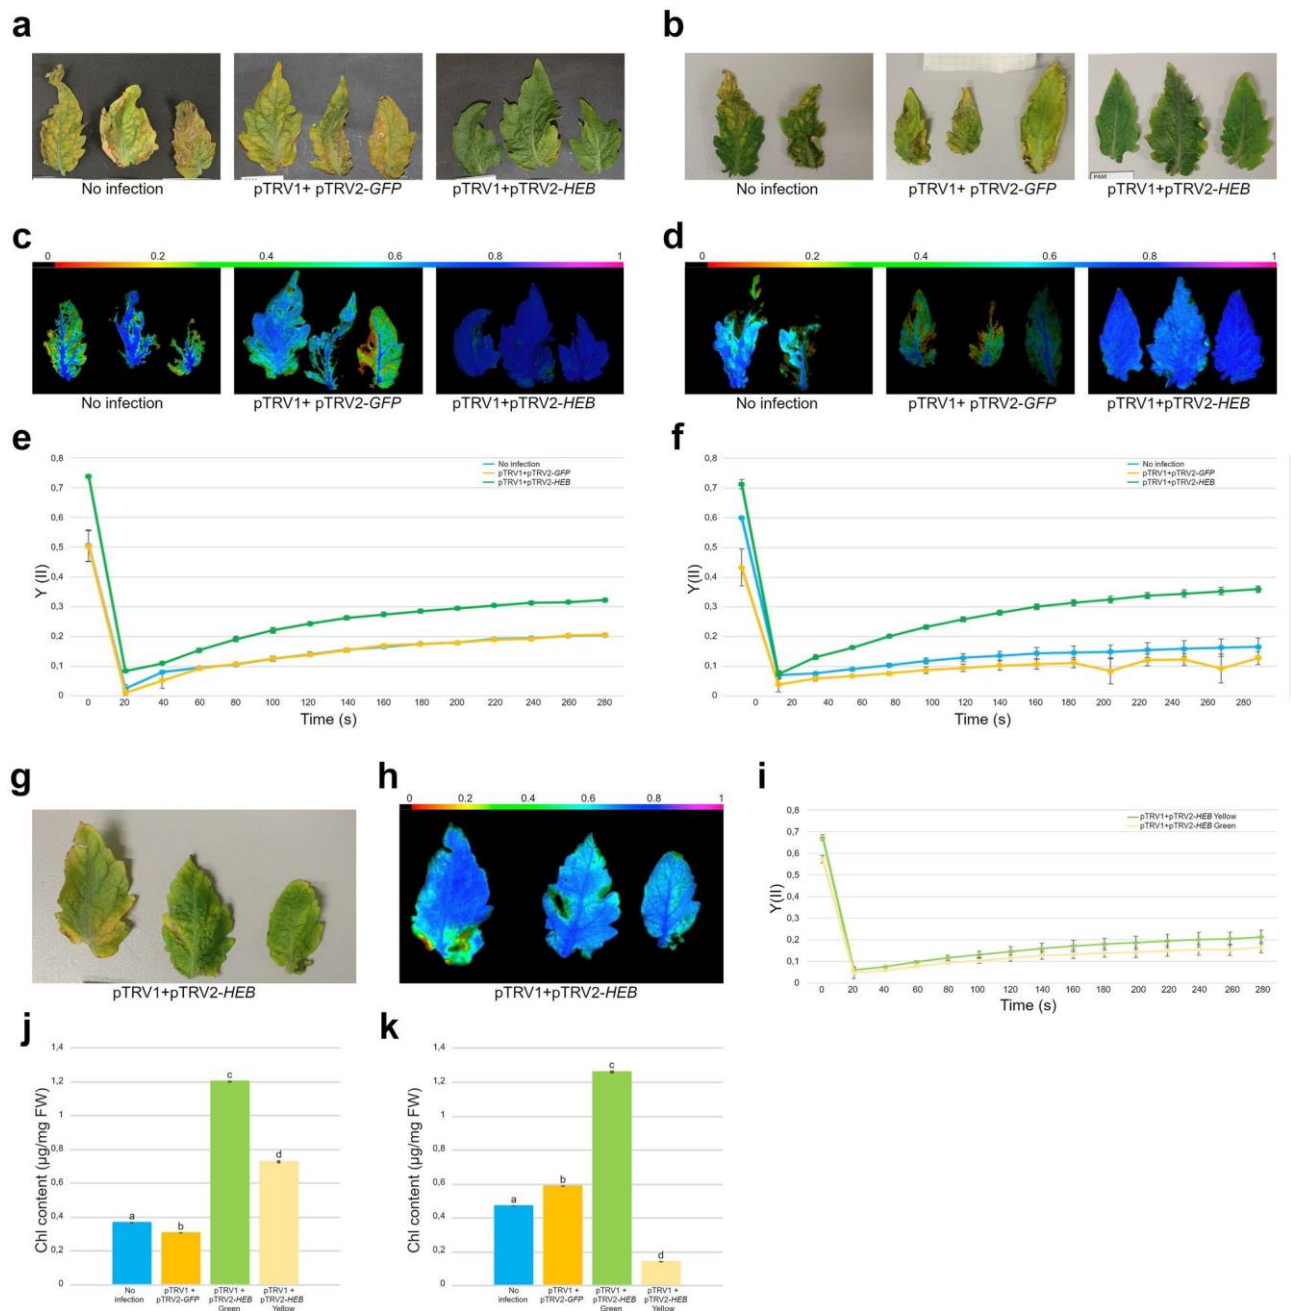 a
b
No infection
pTRV1+ pTRV2-GFP
pTRV1+pTRV2-HEB
No infection
pTRV1+ pTRV2-GFP
PAM
pTRV1+pTRV2-HEB
c
d
0 0.2 0.4 0.6 0.8 1
0 0.2 0.4 0.6 0.8 1
No infection
pTRV1+ pTRV2-GFP
pTRV1+pTRV2-HEB
No infection
pTRV1+ pTRV2-GFP
pTRV1+pTRV2-HEB
e
0,8
0,7
0,6
0,5
0,4
0,3
0,2
0,1
0
Y (II)
No infection
pTRV1+pTRV2-GFP
pTRV1+pTRV2-HEB
0 20 40 60 80 100 120 140 160 180 200 220 240 260 280
Time (s)
f
0,8
0,7
0,6
0,5
0,4
0,3
0,2
0,1
0
Y(II)
No infection
pTRV1+pTRV2-GFP
pTRV1+pTRV2-HEB
0 20 40 60 80 100 120 140 160 180 200 220 240 260 280
Time (s)
g
pTRV1+pTRV2-HEB
h
0 0.2 0.4 0.6 0.8 1
pTRV1+pTRV2-HEB
i
0,8
0,7
0,6
0,5
0,4
0,3
0,2
0,1
0
Y(II)
pTRV1+pTRV2-HEB Yellow
pTRV1+pTRV2-HEB Green
0 20 40 60 80 100 120 140 160 180 200 220 240 260 280
Time (s)
j
1,4
1,2
1
0,8
0,6
0,4
0,2
0
Chl content (µg/mg FW)
a
b
c
d
No
infection
pTRV1 +
pTRV2-GFP
pTRV1 +
pTRV2-HEB
Green
pTRV1 +
pTRV2-HEB
Yellow
k
1,4
1,2
1
0,8
0,6
0,4
0,2
0
Chl content (µg/mg FW)
a
b
c
d
No
infection
pTRV1 +
pTRV2-GFP
pTRV1 +
pTRV2-HEB
Green
pTRV1 +
pTRV2-HEB
Yellow